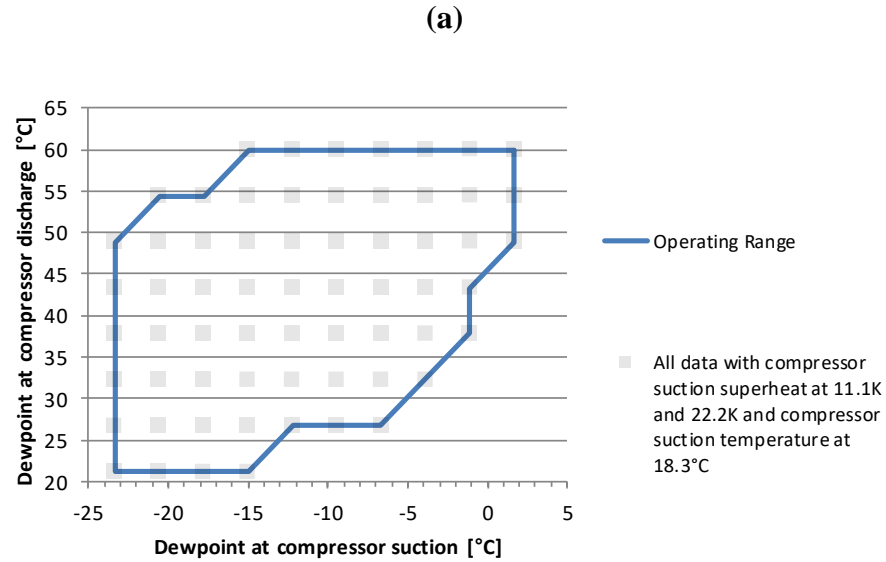 (a)
Dewpoint at compressor discharge [°C]
65
60
55
50
45
40
35
30
25
20
-25 -20 -15 -10 -5 0 5
Dewpoint at compressor suction [°C]
Operating Range
All data with compressor
suction superheat at 11.1K
and 22.2K and compressor
suction temperature at
18.3°C